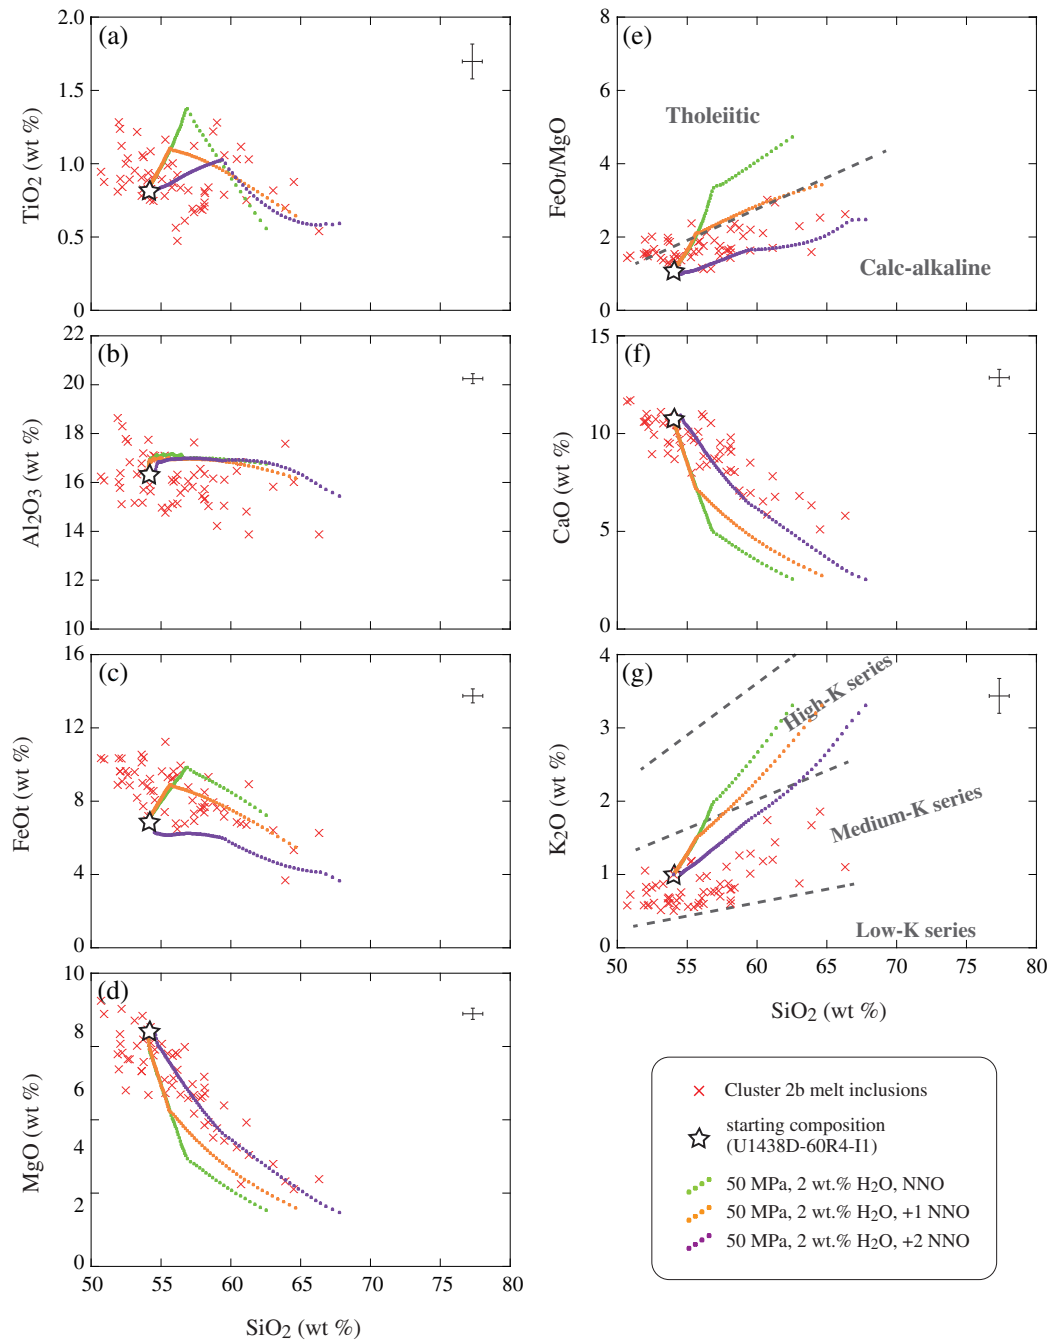 (a)
2.0
1.5
1.0
0.5
0
TiO2 (wt %)
(b)
22
20
18
16
14
12
10
Al2O3 (wt %)
(c)
16
12
8
4
0
FeOt (wt %)
(d)
10
8
8
6
4
2
0
MgO (wt %)
50 55 60 65 70 75 80
SiO2 (wt %)
(e)
8
6
4
2
0
FeOt/MgO
Tholeiitic
Calc-alkaline
(f)
15
10
5
0
CaO (wt %)
(g)
4
3
2
1
0
K2O (wt %)
High-K series
Medium-K series
Low-K series
50 55 60 65 70 75 80
SiO2 (wt %)
Cluster 2b melt inclusions
starting composition
(U1438D-60R4-I1)
50 MPa, 2 wt.% H2O, NNO
50 MPa, 2 wt.% H2O, +1 NNO
50 MPa, 2 wt.% H2O, +2 NNO